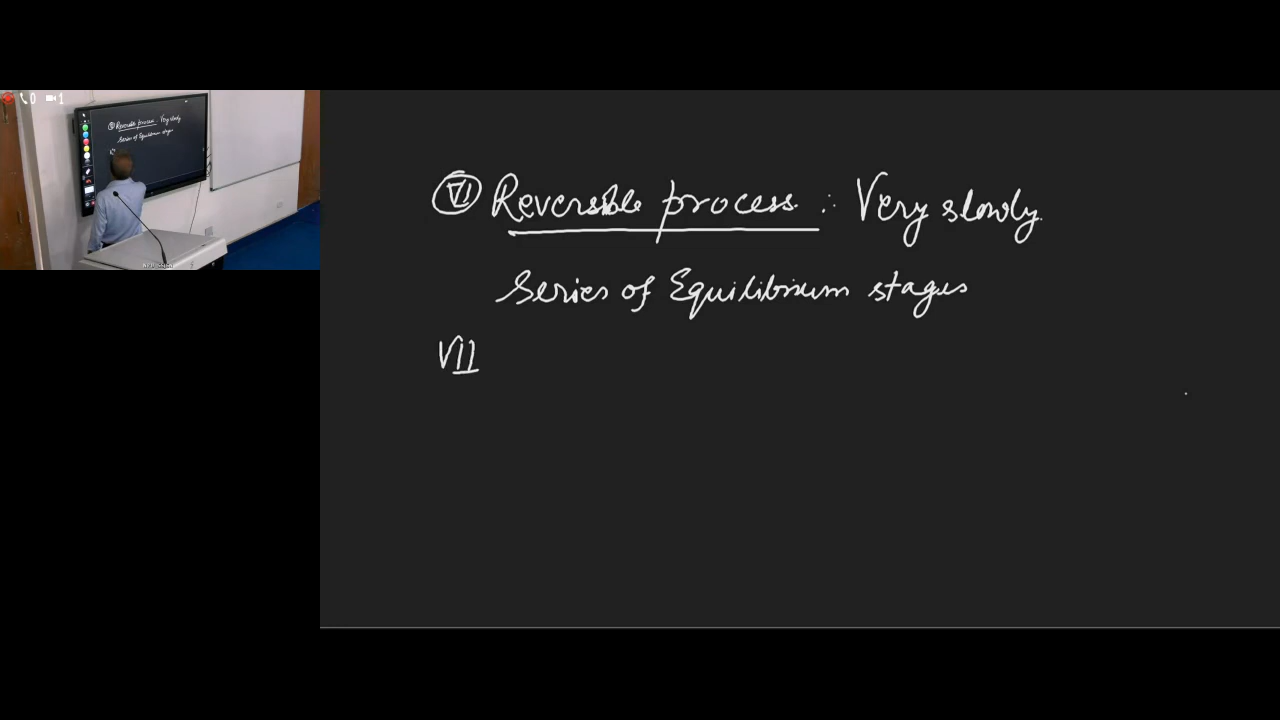 VI Reversible process :- Very slowly.
Series of Equilibrium stages
VII